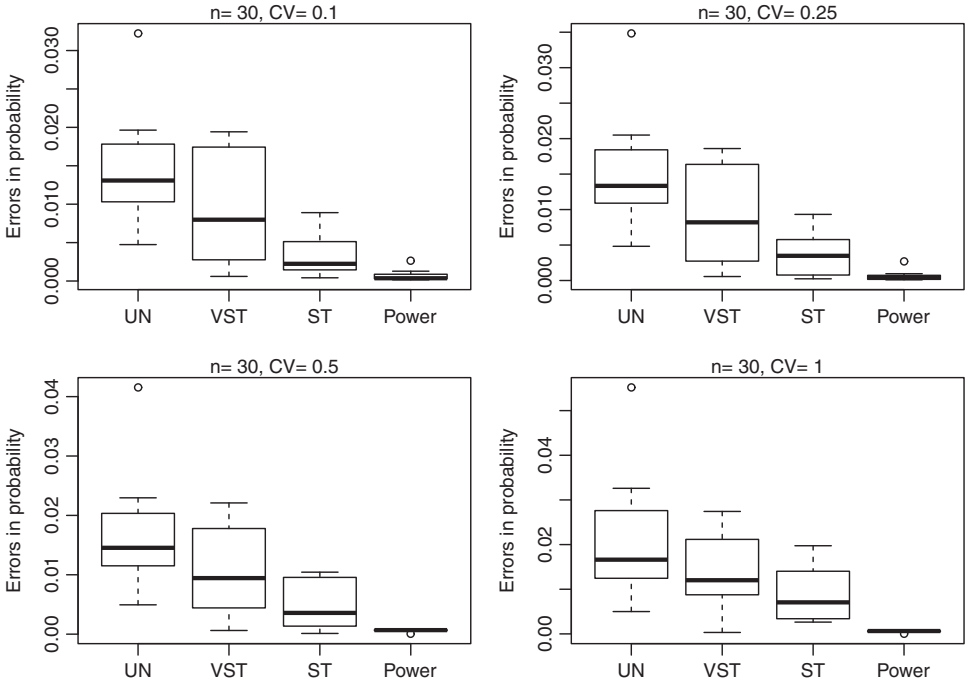 n= 30, CV= 0.1
Errors in probability
0.030
0.020
0.010
0.000
UN VST ST Power
n= 30, CV= 0.25
Errors in probability
0.030
0.020
0.010
0.000
UN VST ST Power
n= 30, CV= 0.5
Errors in probability
0.04
0.03
0.02
0.01
0.00
UN VST ST Power
n= 30, CV= 1
Errors in probability
0.04
0.02
0.00
UN VST ST Power